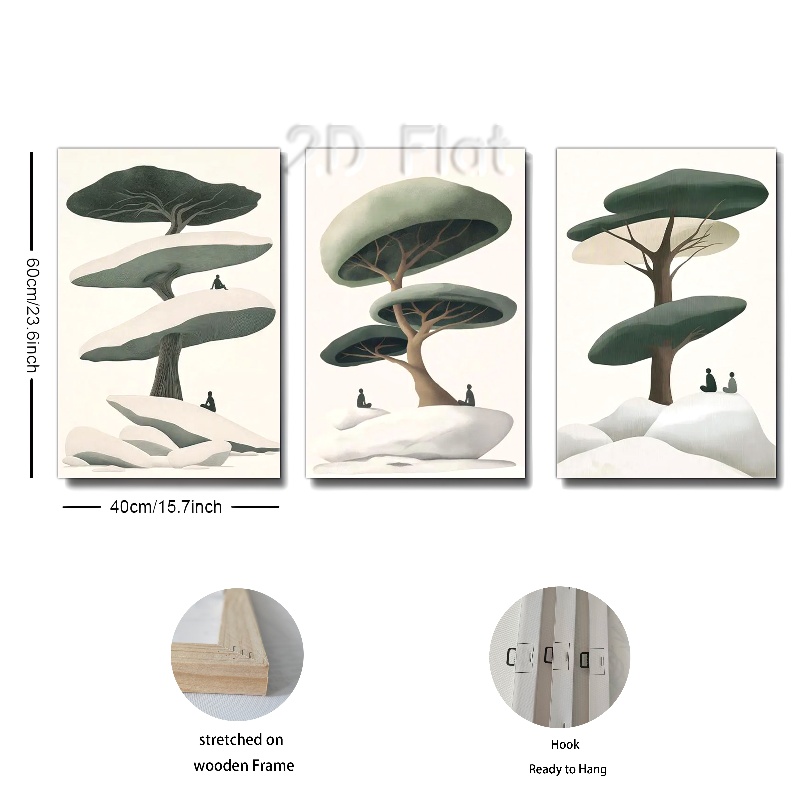 2D Flat
60cm/23.6inch
40cm/15.7inch
stretched on
wooden Frame
Hook
Ready to Hang